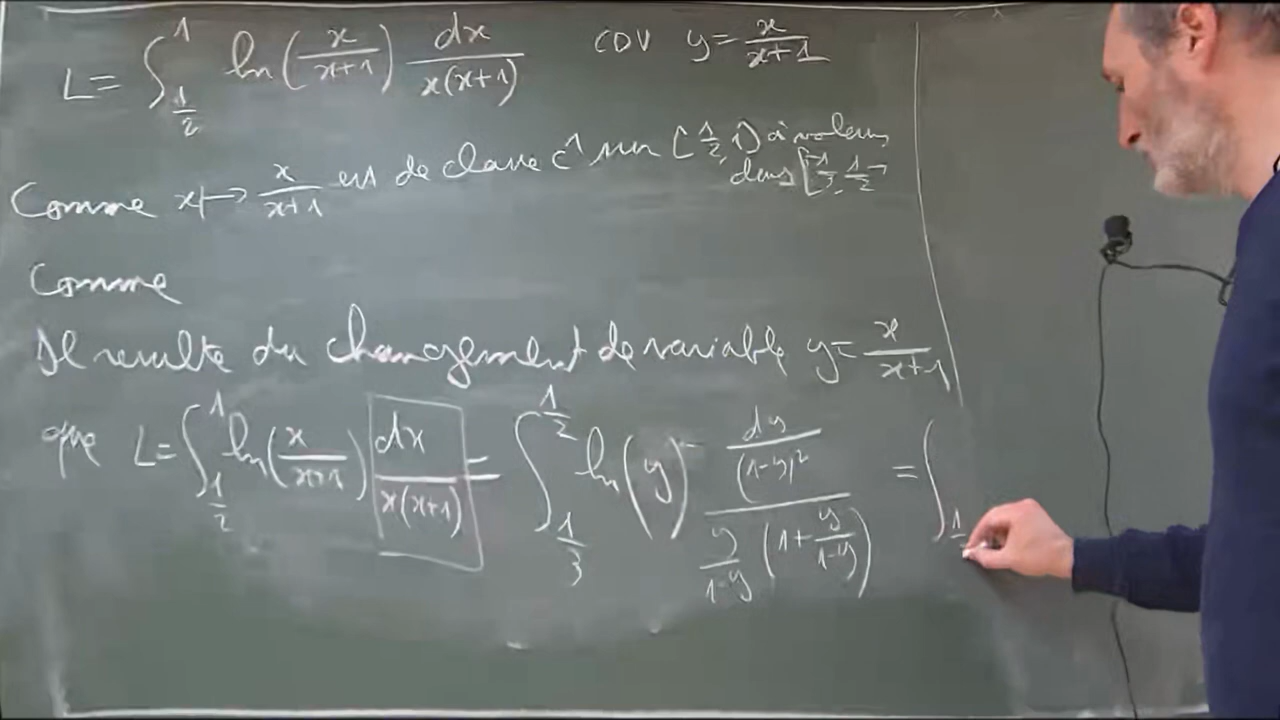 L = ∫_{1/2}^{1} ln(x/(x+1)) dx/(x(x+1)) CDV y = x/(x+1)
Comme x ↦ x/(x+1) est de classe C^1 sur [1/2, 1] à valeurs
dans [1/3, 1/2]
Comme
Il resulte du changement de variable y = x/(x+1)
que L = ∫_{1/2}^{1} ln(x/(x+1)) dx/(x(x+1)) = ∫_{1/3}^{1/2} ln(y) (dy/(1-y)^2)/((y/(1-y))(1+y/(1-y))) = ∫